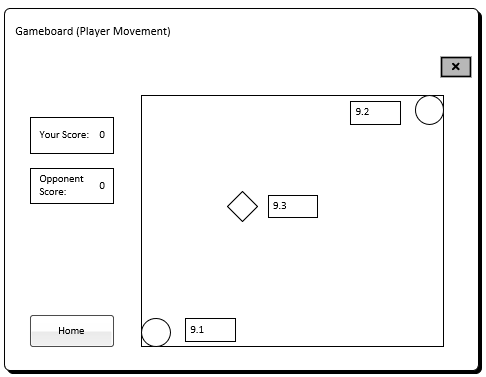 Gameboard (Player Movement)
×
9.2
Your Score: 0
Opponent
Score: 0
9.3
Home
9.1